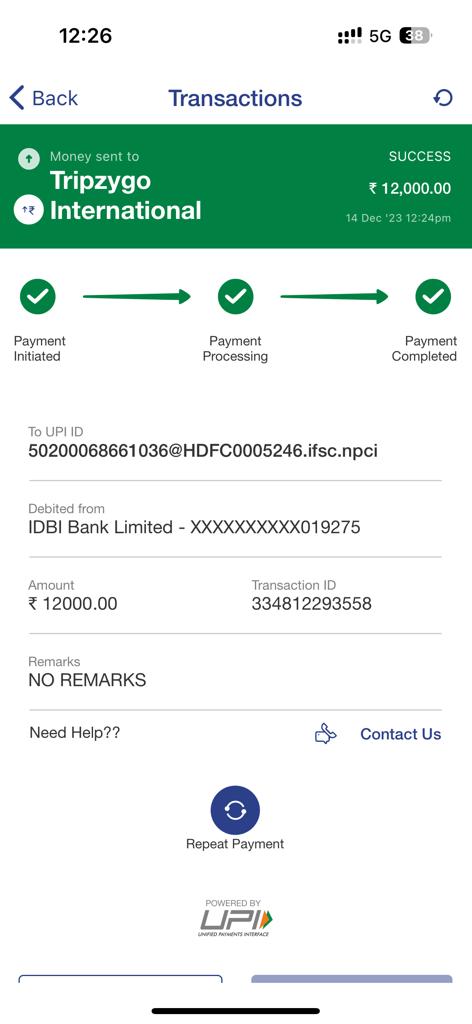 12:26
5G 38
Back
Transactions
Money sent to
SUCCESS
Tripzygo
International
₹ 12,000.00
14 Dec '23 12:24pm
Payment
Initiated
Payment
Processing
Payment
Completed
To UPI ID
50200068661036@HDFC0005246.ifsc.npci
Debited from
IDBI Bank Limited - XXXXXXXXXX019275
Amount
₹ 12000.00
Transaction ID
334812293558
Remarks
NO REMARKS
Need Help??
Contact Us
Repeat Payment
POWERED BY
UPI
UNIFIED PAYMENTS INTERFACE